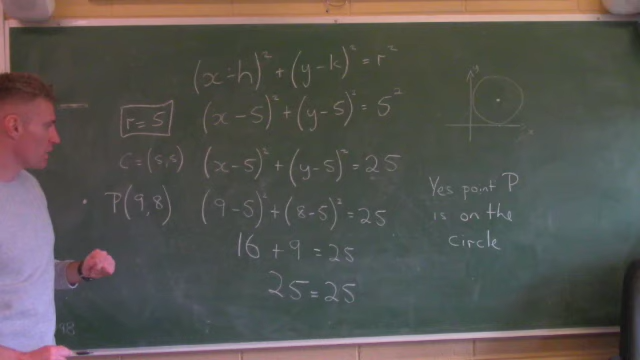 (x-h)² + (y-k)² = r²
r=5 (x-5)² + (y-5)² = 5²
C=(5,5) (x-5)² + (y-5)² = 25
P(9,8) (9-5)² + (8-5)² = 25
16 + 9 = 25
25 = 25
Yes point P
is on the
circle